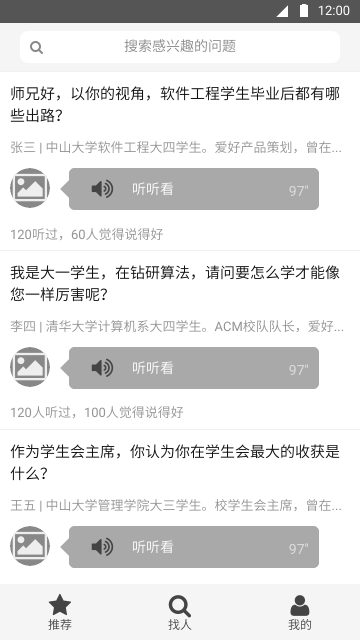 12:00
搜索感兴趣的问题
师兄好，以你的视角，软件工程学生毕业后都有哪
些出路？
张三 | 中山大学软件工程大四学生。爱好产品策划，曾在...
听听看 97"
120听过，60人觉得说得好
我是大一学生，在钻研算法，请问要怎么学才能像
您一样厉害呢？
李四 | 清华大学计算机系大四学生。ACM校队队长，爱好...
听听看 97"
120人听过，100人觉得说得好
作为学生会主席，你认为你在学生会最大的收获是
什么？
王五 | 中山大学管理学院大三学生。校学生会主席，曾在...
听听看 97"
推荐 找人 我的